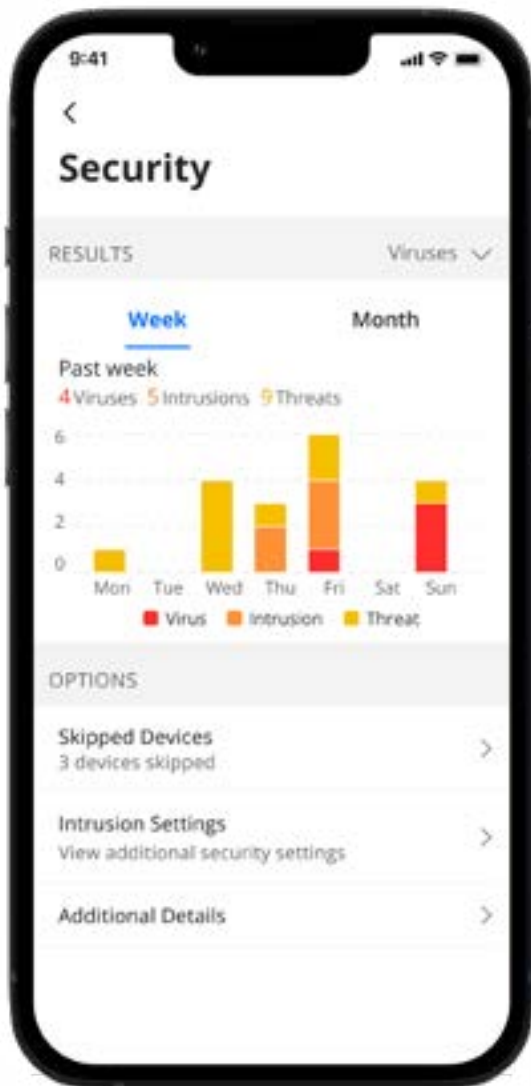 9:41
Security
RESULTS Viruses
Week Month
Past week
4 Viruses 5 Intrusions 9 Threats
6
4
2
0
Mon Tue Wed Thu Fri Sat Sun
Virus Intrusion Threat
OPTIONS
Skipped Devices
3 devices skipped
Intrusion Settings
View additional security settings
Additional Details